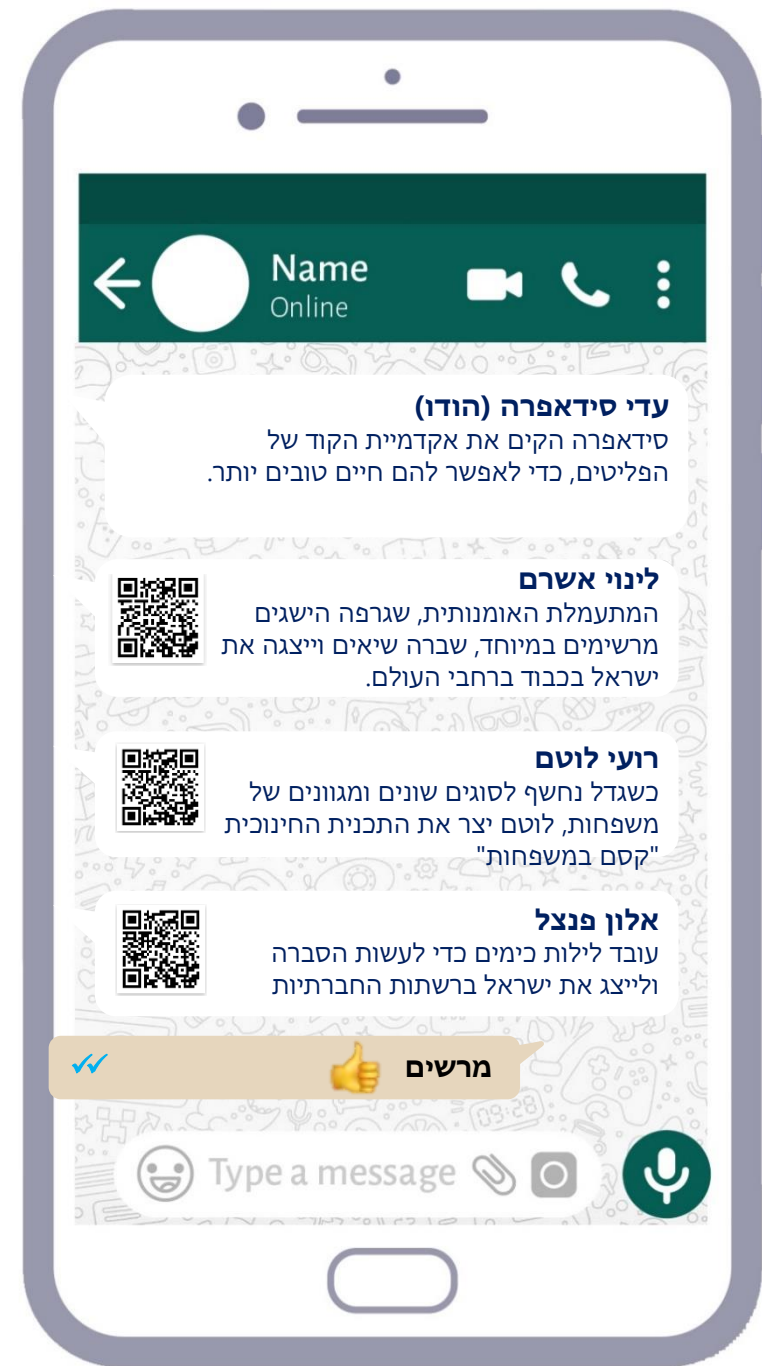 Name
Online
עדי סידאפרה (הודו)
סידאפרה הקים את אקדמיית הקוד של
הפליטים, כדי לאפשר להם חיים טובים יותר.
לינוי אשרם
המתעמלת האומנותית, שגרפה הישגים
מרשימים במיוחד, שברה שיאים וייצגה את
ישראל בכבוד ברחבי העולם.
רועי לוטם
כשגדל נחשף לסוגים שונים ומגוונים של
משפחות, לוטם יצר את התכנית החינוכית
"קסם במשפחות"
אלון פנצל
עובד לילות כימים כדי לעשות הסברה
ולייצג את ישראל ברשתות החברתיות
מרשים
09:28
Type a message